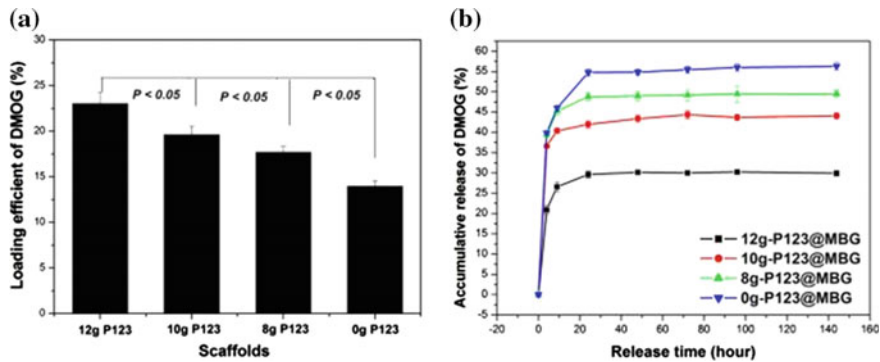 (a)
30
25
20
15
10
5
0
Loading efficient of DMOG (%)
P < 0.05
P < 0.05
P < 0.05
12g P123
10g P123
8g P123
0g P123
Scaffolds
(b)
60
55
50
45
40
35
30
25
20
15
10
5
0
-5
Accumulative release of DMOG (%)
12g-P123@MBG
10g-P123@MBG
8g-P123@MBG
0g-P123@MBG
-20 0 20 40 60 80 100 120 140 160
Release time (hour)